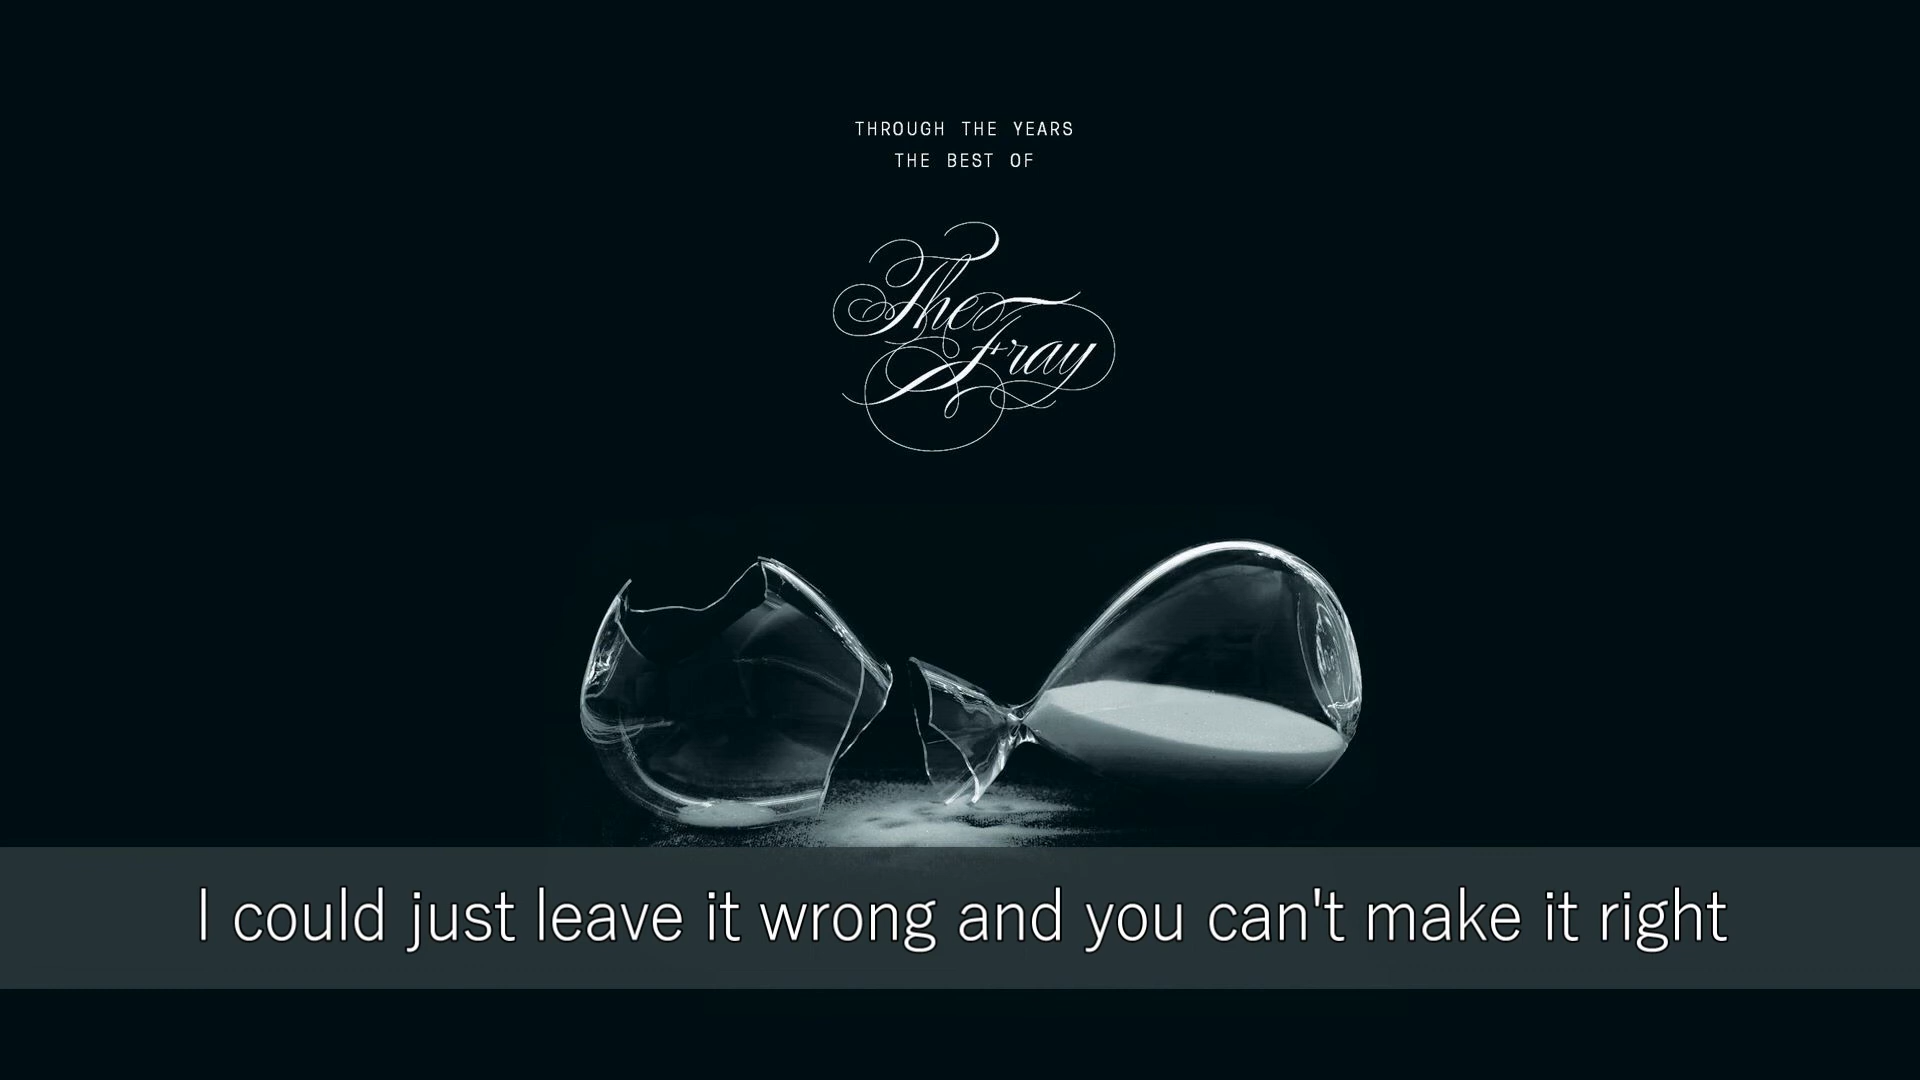 THROUGH THE YEARS
THE BEST OF
The
Fray
I could just leave it wrong and you can't make it right